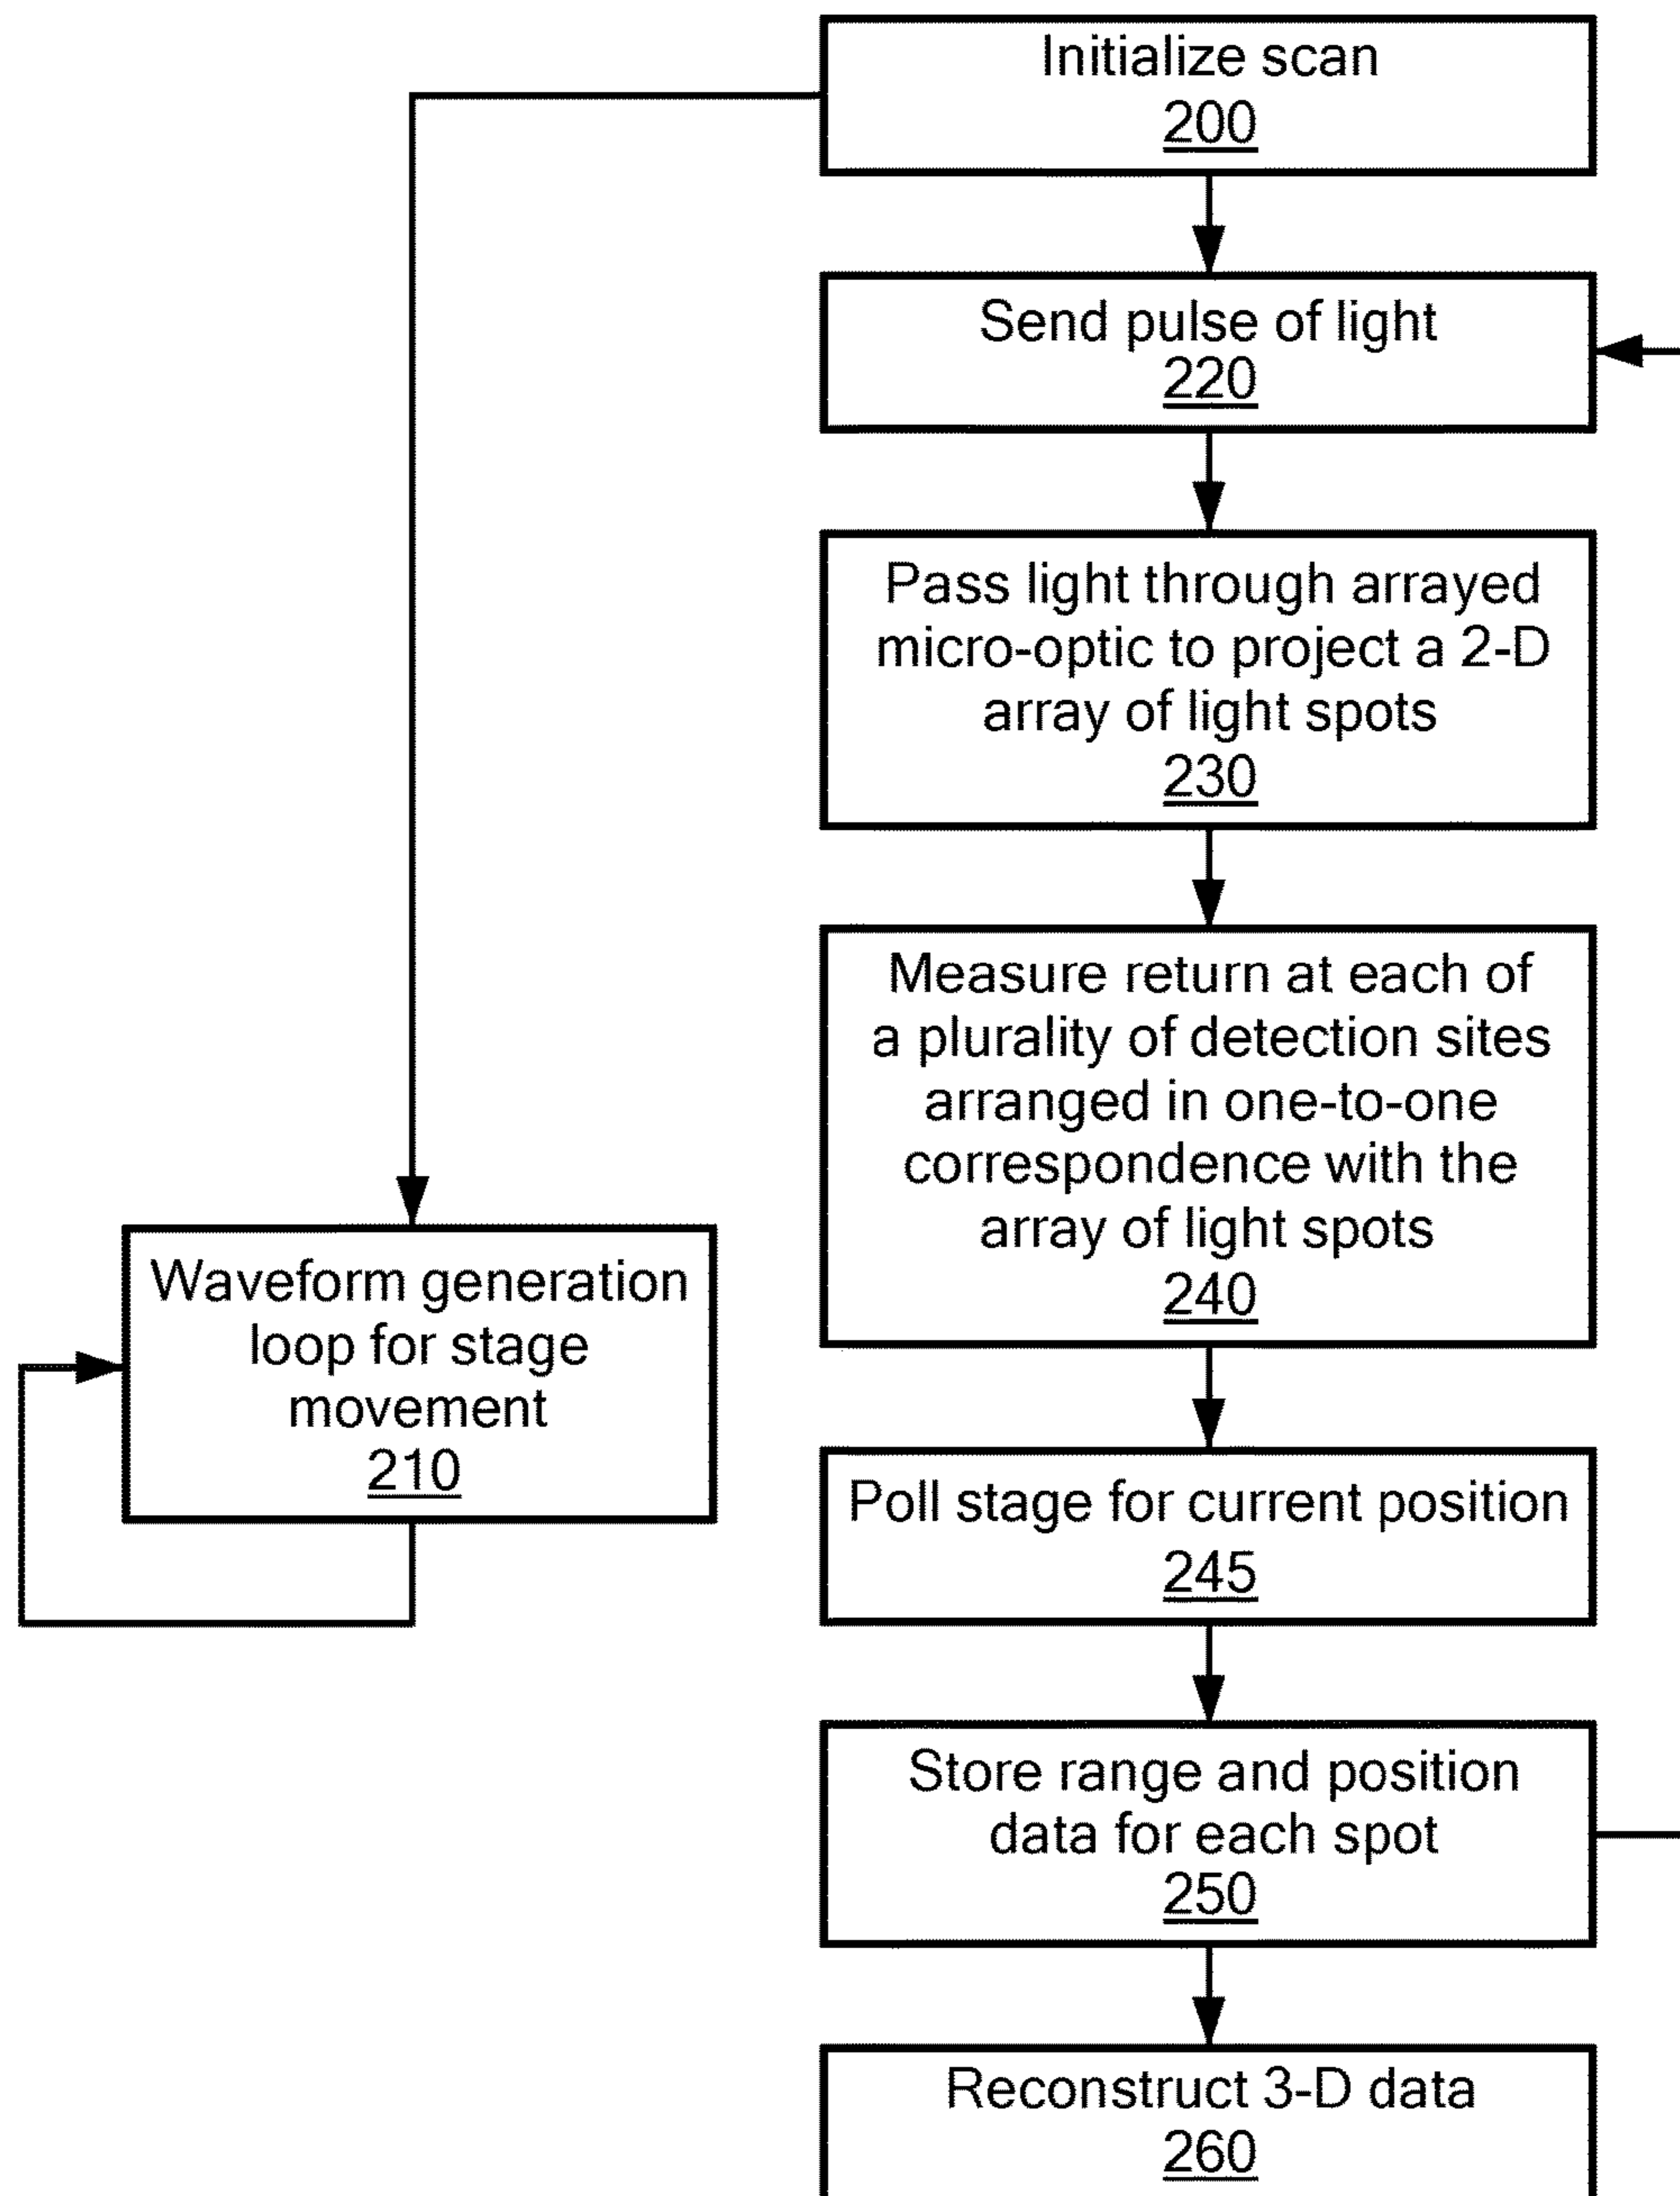 Initialize scan
200
Send pulse of light
220
Pass light through arrayed
micro-optic to project a 2-D
array of light spots
230
Measure return at each of
a plurality of detection sites
arranged in one-to-one
correspondence with the
array of light spots
240
Waveform generation
loop for stage
movement
210
Poll stage for current position
245
Store range and position
data for each spot
250
Reconstruct 3-D data
260